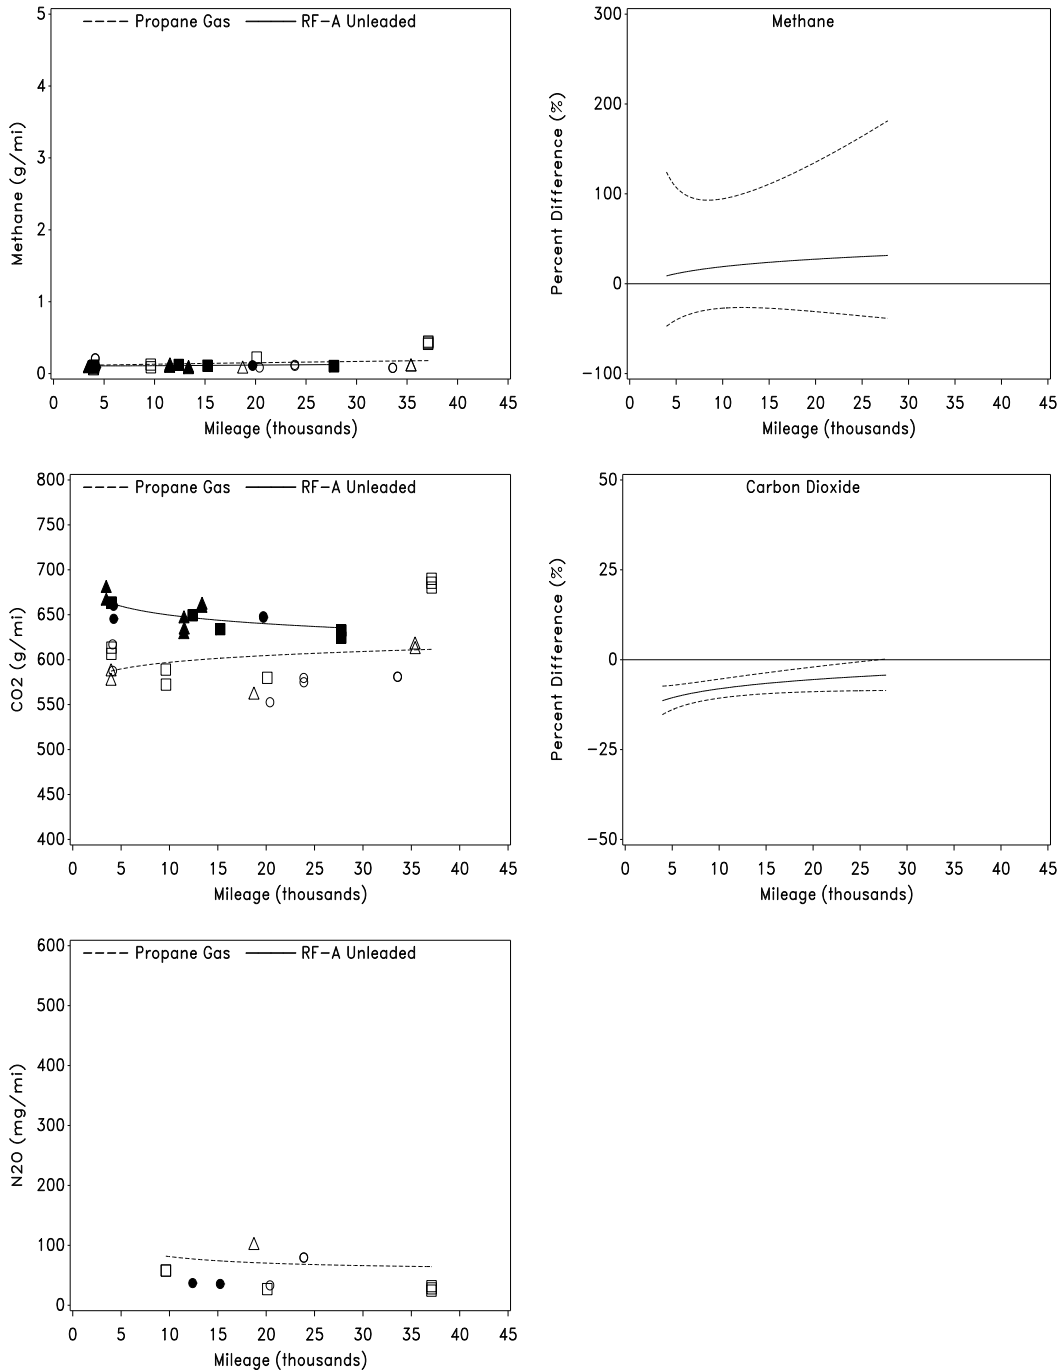 Propane Gas RF-A Unleaded
5
4
3
2
1
0
Methane (g/mi)
0 5 10 15 20 25 30 35 40 45
Mileage (thousands)
Methane
300
200
100
0
-100
Percent Difference (%)
0 5 10 15 20 25 30 35 40 45
Mileage (thousands)
Propane Gas RF-A Unleaded
800
750
700
650
600
550
500
450
400
CO2 (g/mi)
0 5 10 15 20 25 30 35 40 45
Mileage (thousands)
Carbon Dioxide
50
25
0
-25
-50
Percent Difference (%)
0 5 10 15 20 25 30 35 40 45
Mileage (thousands)
Propane Gas RF-A Unleaded
600
500
400
300
200
100
0
N2O (mg/mi)
0 5 10 15 20 25 30 35 40 45
Mileage (thousands)